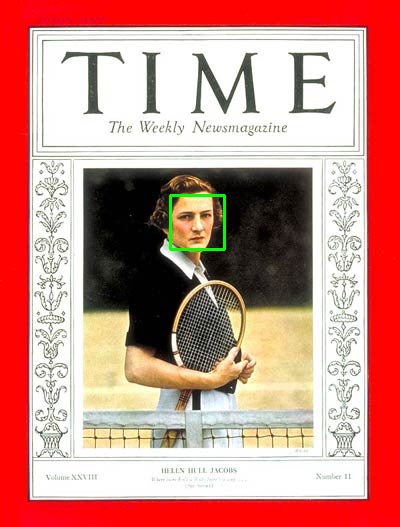 TIME
The Weekly Newsmagazine
Volume XXVIII
HELEN HULL JACOBS
Number 11